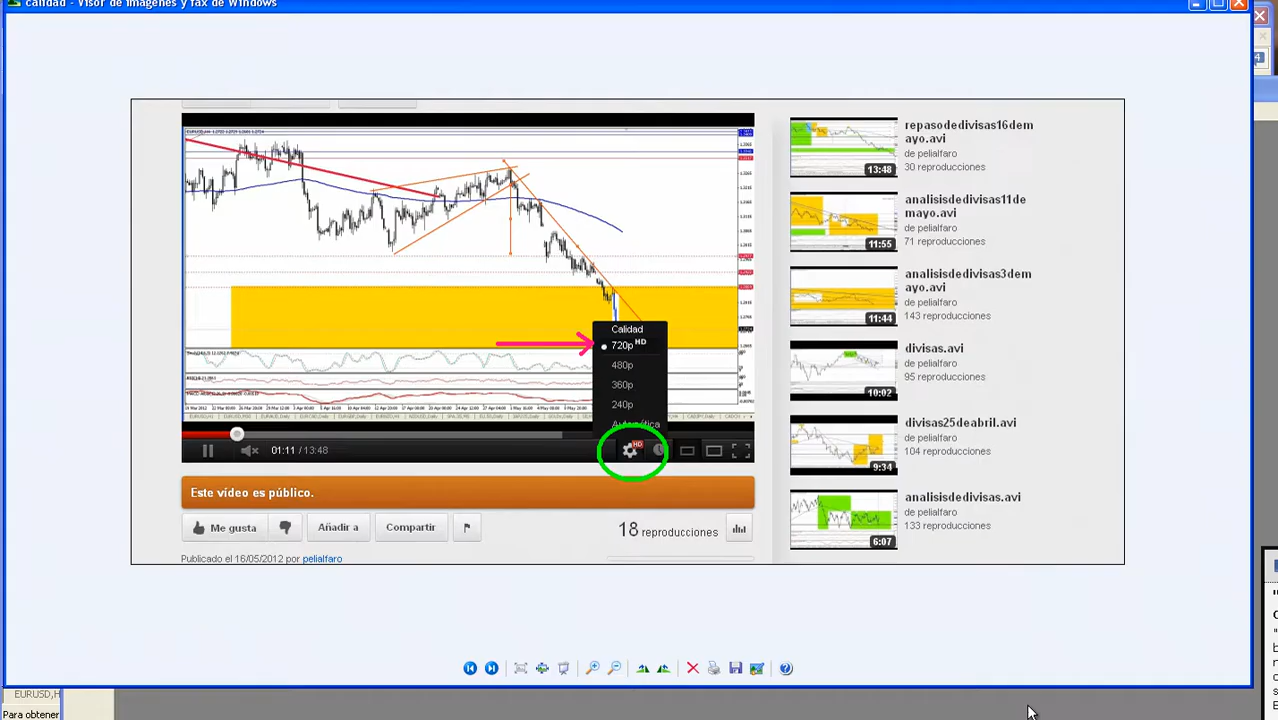 calidad - Visor de imágenes y fax de Windows
Calidad
720p HD
480p
360p
240p
Automática
HD
01:11 / 13:48
Este vídeo es público.
Me gusta
Añadir a
Compartir
18 reproducciones
Publicado el 16/05/2012 por pelialfaro
13:48
repasodedivisas16dem
ayo.avi
de pelialfaro
30 reproducciones
11:55
analisisdedivisas11de
mayo.avi
de pelialfaro
71 reproducciones
11:44
analisisdedivisas3dem
ayo.avi
de pelialfaro
143 reproducciones
10:02
divisas.avi
de pelialfaro
95 reproducciones
9:34
divisas25deabril.avi
de pelialfaro
104 reproducciones
6:07
analisisdedivisas.avi
de pelialfaro
133 reproducciones
EURUSD,H
Para obtener